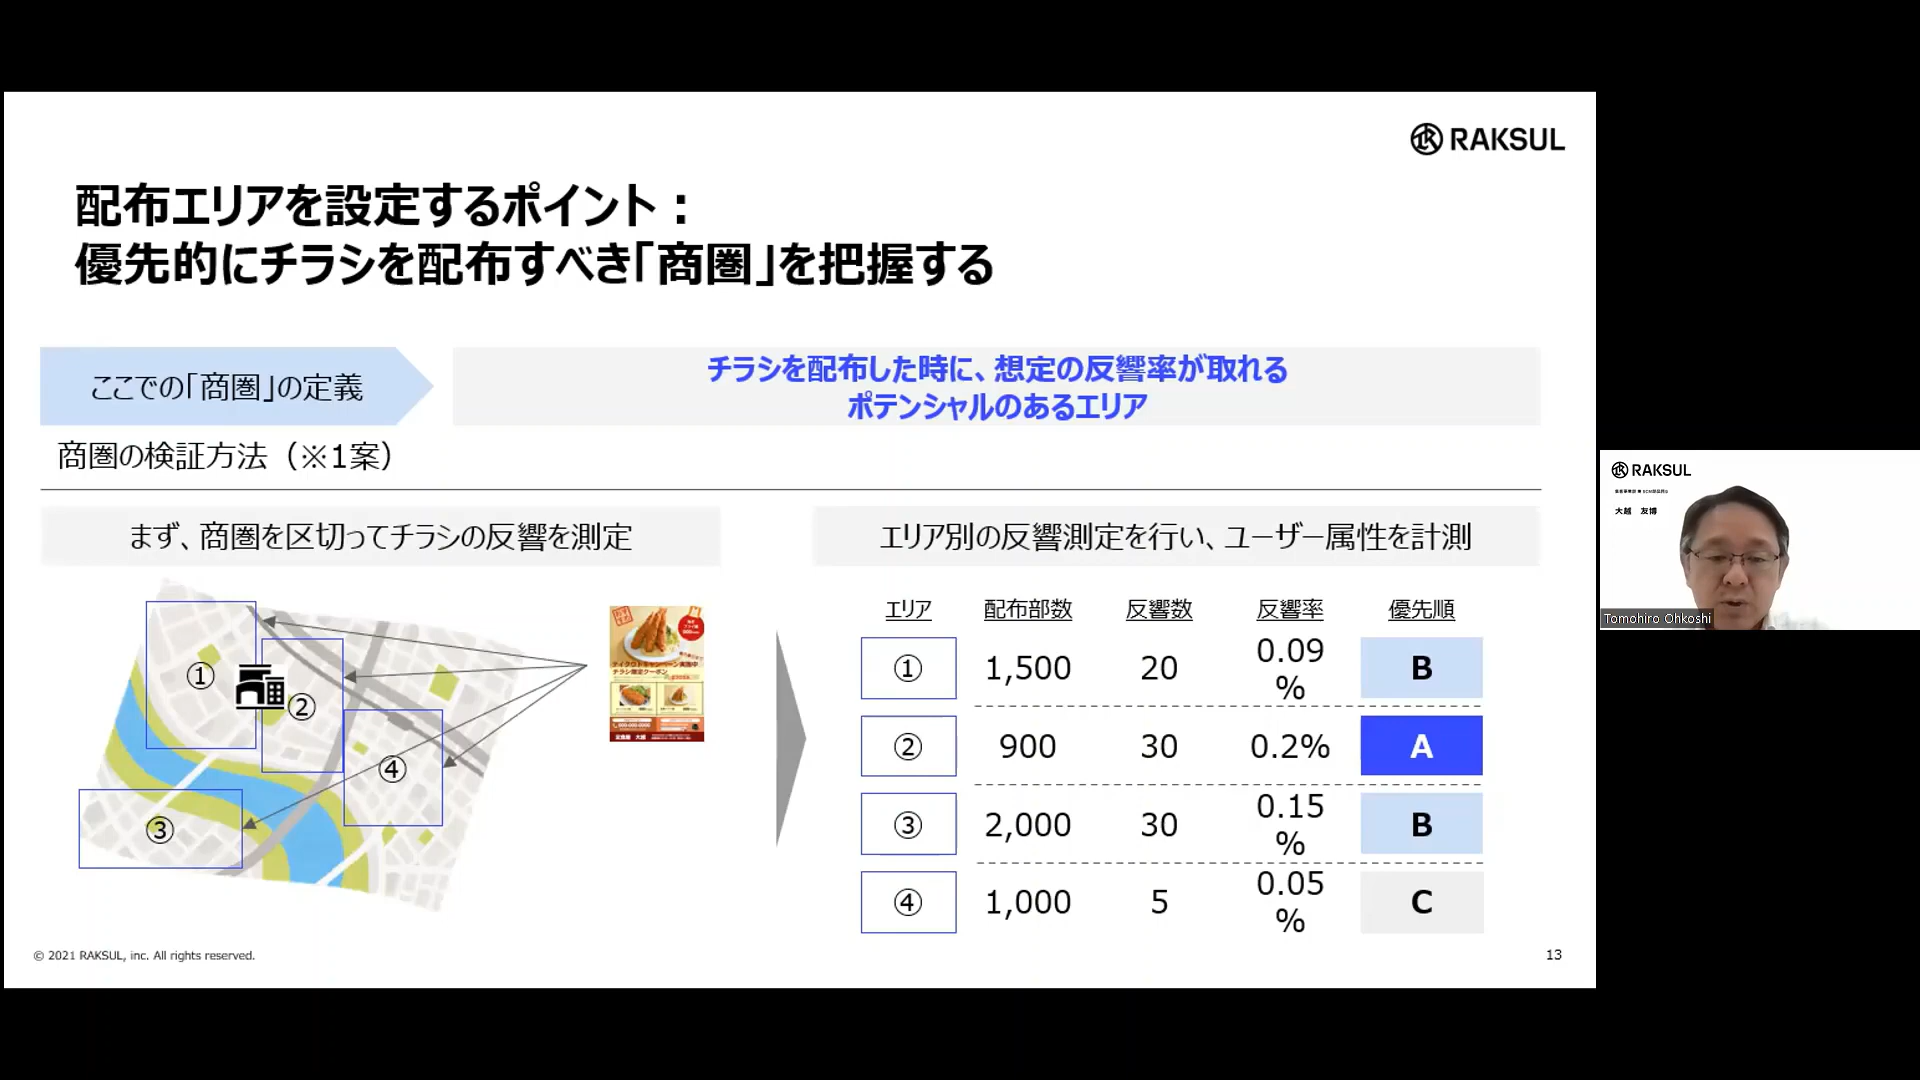 RAKSUL
配布エリアを設定するポイント：
優先的にチラシを配布すべき「商圏」を把握する
ここでの「商圏」の定義
チラシを配布した時に、想定の反響率が取れる
ポテンシャルのあるエリア
商圏の検証方法（※1案）
まず、商圏を区切ってチラシの反響を測定
①
②
③
④
エリア別の反響測定を行い、ユーザー属性を計測
エリア 配布部数 反響数 反響率 優先順
① 1,500 20 0.09% B
② 900 30 0.2% A
③ 2,000 30 0.15% B
④ 1,000 5 0.05% C
© 2021 RAKSUL, inc. All rights reserved.
13
RAKSUL
大越 友博
Tomohiro Ohkoshi